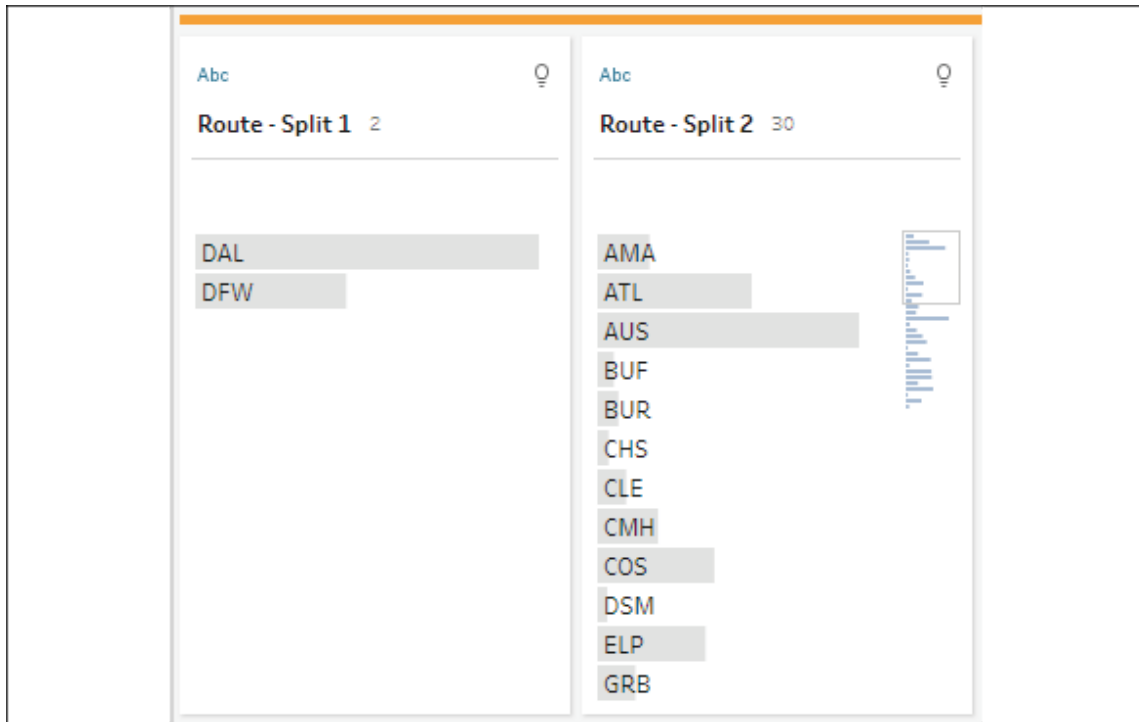 Abc
Route - Split 1 2
DAL
DFW
Abc
Route - Split 2 30
AMA
ATL
AUS
BUF
BUR
CHS
CLE
CMH
COS
DSM
ELP
GRB